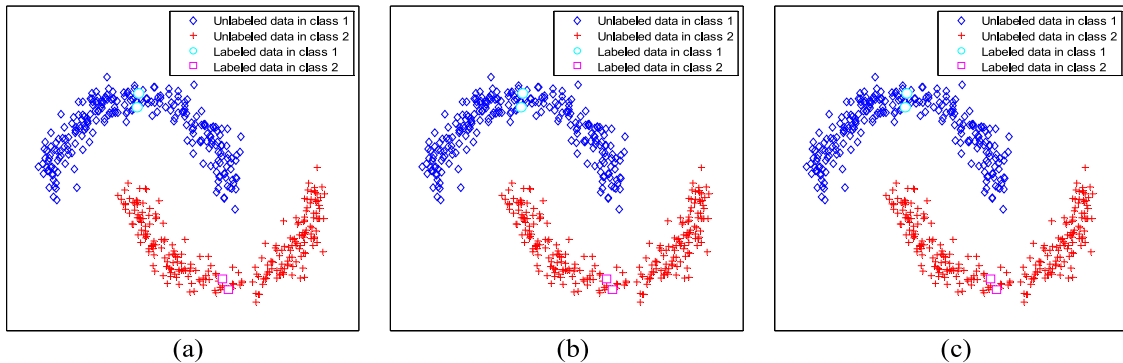 Unlabeled data in class 1
Unlabeled data in class 2
Labeled data in class 1
Labeled data in class 2
(a)
Unlabeled data in class 1
Unlabeled data in class 2
Labeled data in class 1
Labeled data in class 2
(b)
Unlabeled data in class 1
Unlabeled data in class 2
Labeled data in class 1
Labeled data in class 2
(c)